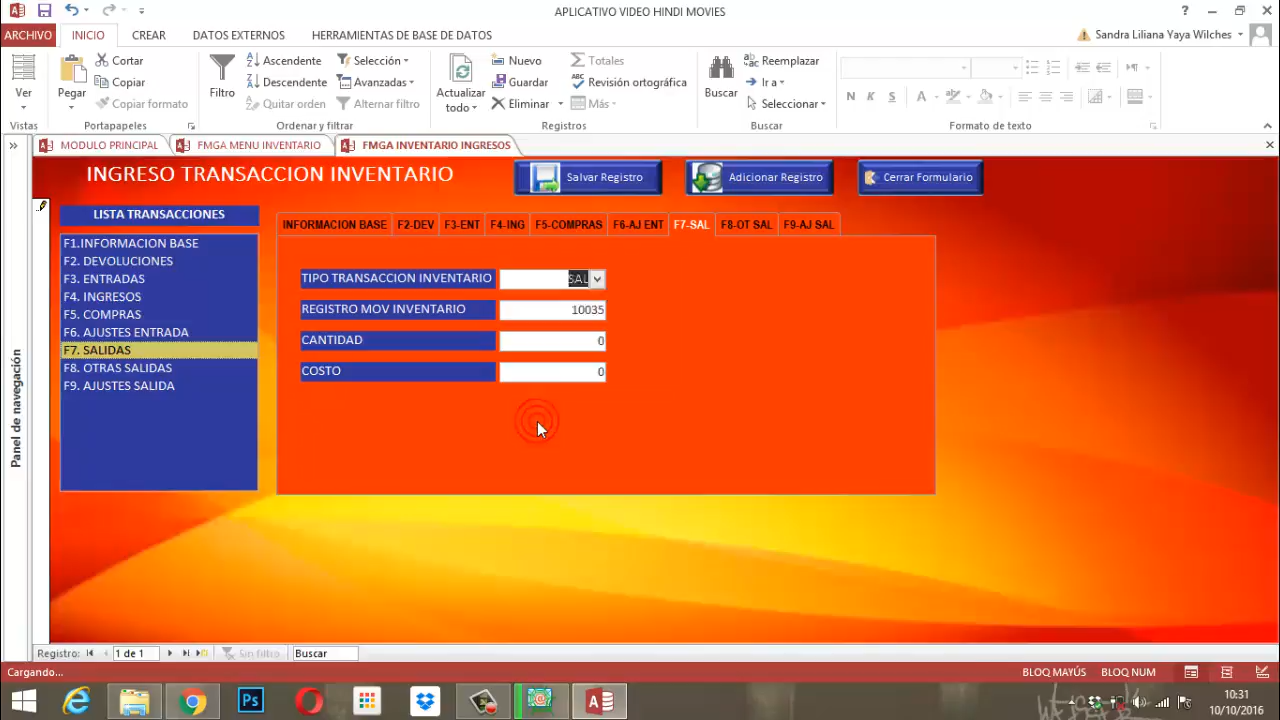 APLICATIVO VIDEO HINDI MOVIES
ARCHIVO INICIO CREAR DATOS EXTERNOS HERRAMIENTAS DE BASE DE DATOS Sandra Liliana Yaya Wilches
Ver Pegar Cortar Copiar Copiar formato
Filtro Ascendente Descendente Quitar orden Selección Avanzadas Alternar filtro
Actualizar todo Nuevo Guardar Eliminar Totales Revisión ortográfica Más
Buscar Reemplazar Ir a Seleccionar
N K S A
Vistas Portapapeles Ordenar y filtrar Registros Buscar Formato de texto
MODULO PRINCIPAL FMGA MENU INVENTARIO FMGA INVENTARIO INGRESOS
INGRESO TRANSACCION INVENTARIO Salvar Registro Adicionar Registro Cerrar Formulario
LISTA TRANSACCIONES
F1.INFORMACION BASE
F2. DEVOLUCIONES
F3. ENTRADAS
F4. INGRESOS
F5. COMPRAS
F6. AJUSTES ENTRADA
F7. SALIDAS
F8. OTRAS SALIDAS
F9. AJUSTES SALIDA
INFORMACION BASE F2-DEV F3-ENT F4-ING F5-COMPRAS F6-AJ ENT F7-SAL F8-OT SAL F9-AJ SAL
TIPO TRANSACCION INVENTARIO SAL
REGISTRO MOV INVENTARIO 10035
CANTIDAD 0
COSTO 0
Panel de navegación
Registro: 1 de 1 Sin filtro Buscar
Cargando... BLOQ MAYÚS BLOQ NUM
Ps
10:31
10/10/2016